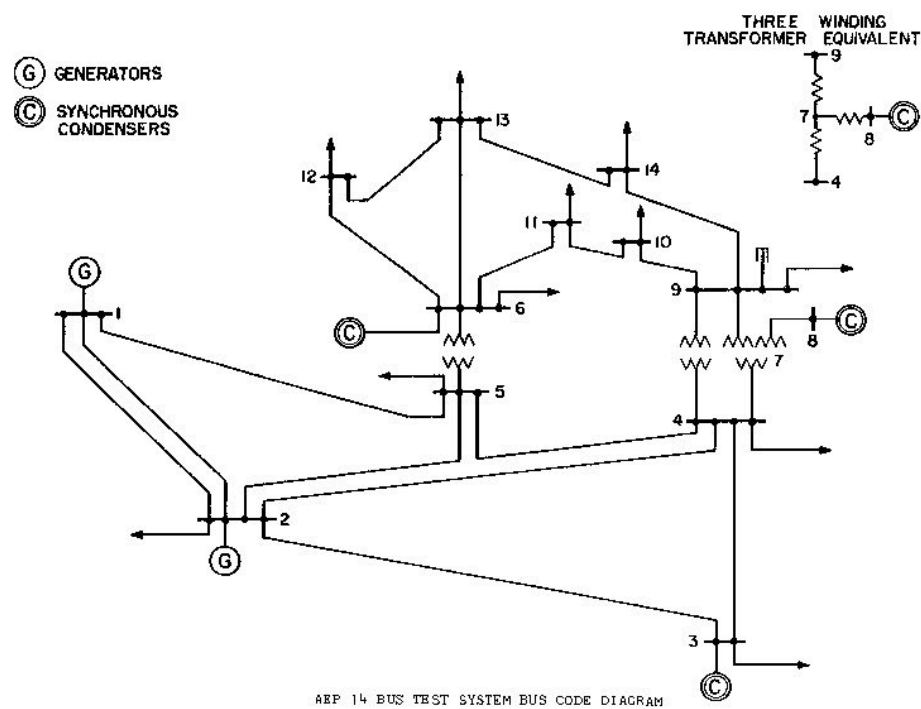 THREE WINDING
TRANSFORMER EQUIVALENT
9
7
C
8
4
G GENERATORS
C SYNCHRONOUS
CONDENSERS
13
12
14
11
10
G
1
6
9
C
8
C
7
5
4
2
G
3
C
AEP 14 BUS TEST SYSTEM BUS CODE DIAGRAM